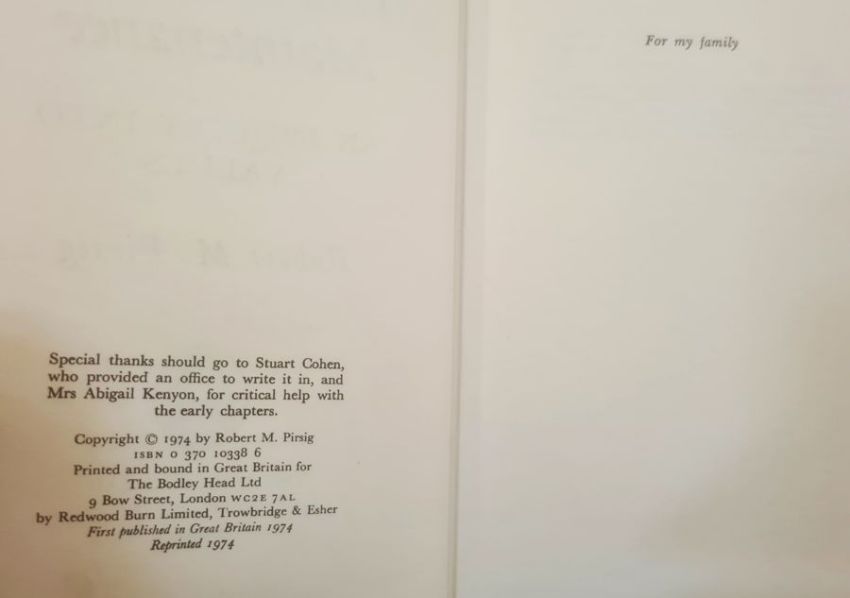 Special thanks should go to Stuart Cohen,
who provided an office to write it in, and
Mrs Abigail Kenyon, for critical help with
the early chapters.
Copyright © 1974 by Robert M. Pirsig
ISBN 0 370 10338 6
Printed and bound in Great Britain for
The Bodley Head Ltd
9 Bow Street, London WC2E 7AL
by Redwood Burn Limited, Trowbridge & Esher
First published in Great Britain 1974
Reprinted 1974
For my family